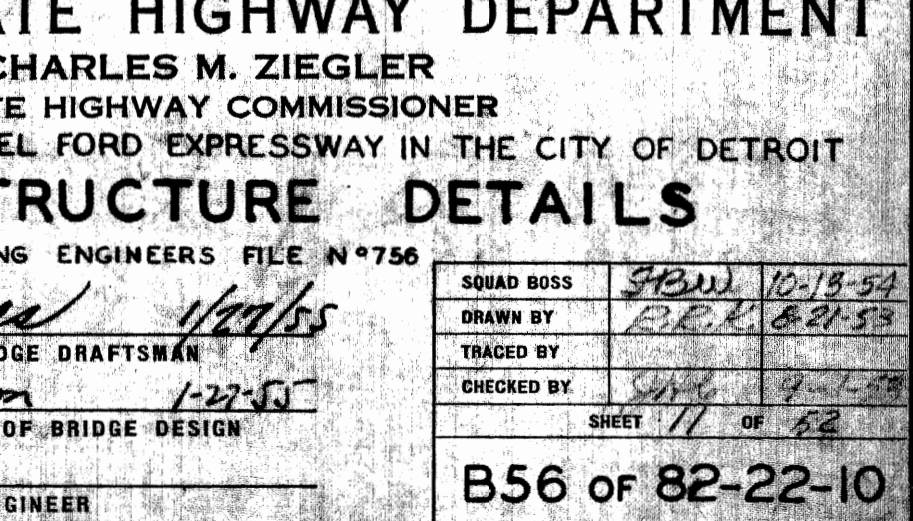 ATE HIGHWAY DEPARTMENT
CHARLES M. ZIEGLER
TE HIGHWAY COMMISSIONER
EL FORD EXPRESSWAY IN THE CITY OF DETROIT
TRUCTURE DETAILS
NG ENGINEERS FILE Nº756
1/27/55
DGE DRAFTSMAN
1-27-55
OF BRIDGE DESIGN
GINEER
SQUAD BOSS FBW 10-13-54
DRAWN BY R.R.K. 8-21-53
TRACED BY
CHECKED BY
SHEET 11 OF 52
B56 OF 82-22-10